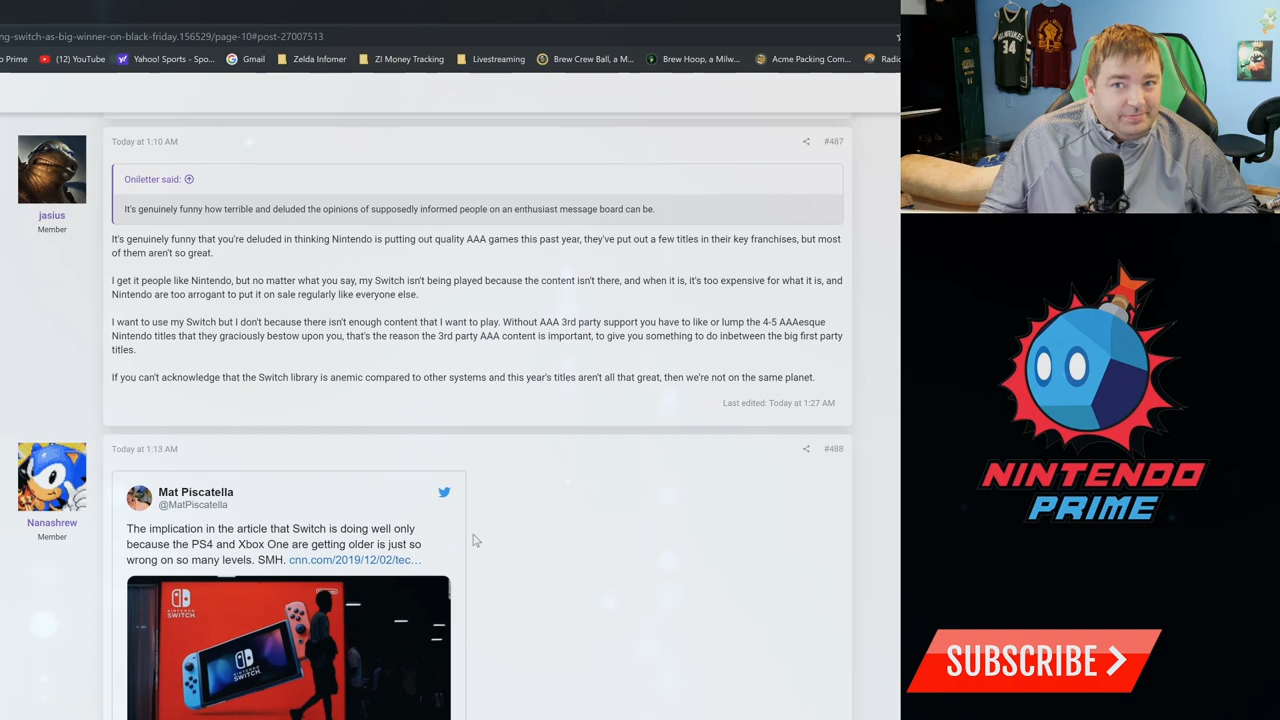 ng-switch-as-big-winner-on-black-friday.156529/page-10#post-27007513
o Prime (12) YouTube Yahoo! Sports - Spo... Gmail Zelda Infomer ZI Money Tracking Livestreaming Brew Crew Ball, a M... Brew Hoop, a Milw... Acme Packing Com... Radi
MILWAUKEE
34
Today at 1:10 AM
#487
Oniletter said:
It's genuinely funny how terrible and deluded the opinions of supposedly informed people on an enthusiast message board can be.
jasius
Member
It's genuinely funny that you're deluded in thinking Nintendo is putting out quality AAA games this past year, they've put out a few titles in their key franchises, but most
of them aren't so great.
I get it people like Nintendo, but no matter what you say, my Switch isn't being played because the content isn't there, and when it is, it's too expensive for what it is, and
Nintendo are too arrogant to put it on sale regularly like everyone else.
I want to use my Switch but I don't because there isn't enough content that I want to play. Without AAA 3rd party support you have to like or lump the 4-5 AAAesque
Nintendo titles that they graciously bestow upon you, that's the reason the 3rd party AAA content is important, to give you something to do inbetween the big first party
titles.
If you can't acknowledge that the Switch library is anemic compared to other systems and this year's titles aren't all that great, then we're not on the same planet.
Last edited: Today at 1:27 AM
Today at 1:13 AM
#488
Nanashrew
Member
Mat Piscatella
@MatPiscatella
The implication in the article that Switch is doing well only
because the PS4 and Xbox One are getting older is just so
wrong on so many levels. SMH. cnn.com/2019/12/02/tec...
NINTENDO
SWITCH
NINTENDO
SWITCH
NINTENDO
PRIME
SUBSCRIBE